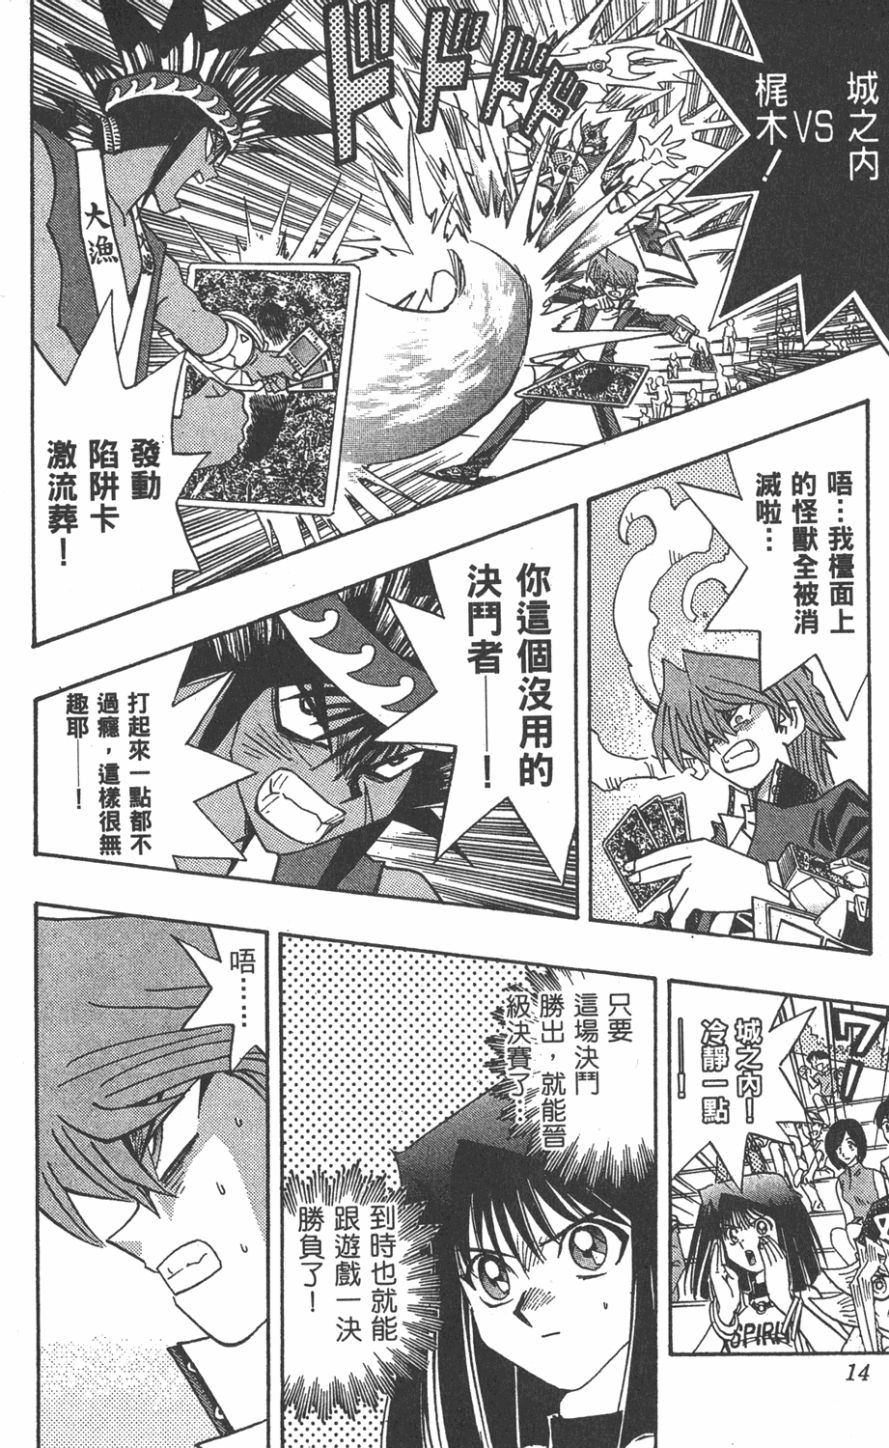 城之內
VS
梶木！
ドドドド
大漁
發動
陷阱卡
激流葬！
唔…我檯面上
的怪獸全被消
滅啦…
你這個沒用的
決鬥者——！
打起來一點都不
過癮，這樣很無
趣耶——！
ワ
城之內！
冷靜一點
——！
SPIRI
只要
這場決鬥
勝出，就能晉
級決賽了…
到時也就能
跟遊戲一決
勝負了！
唔……
14